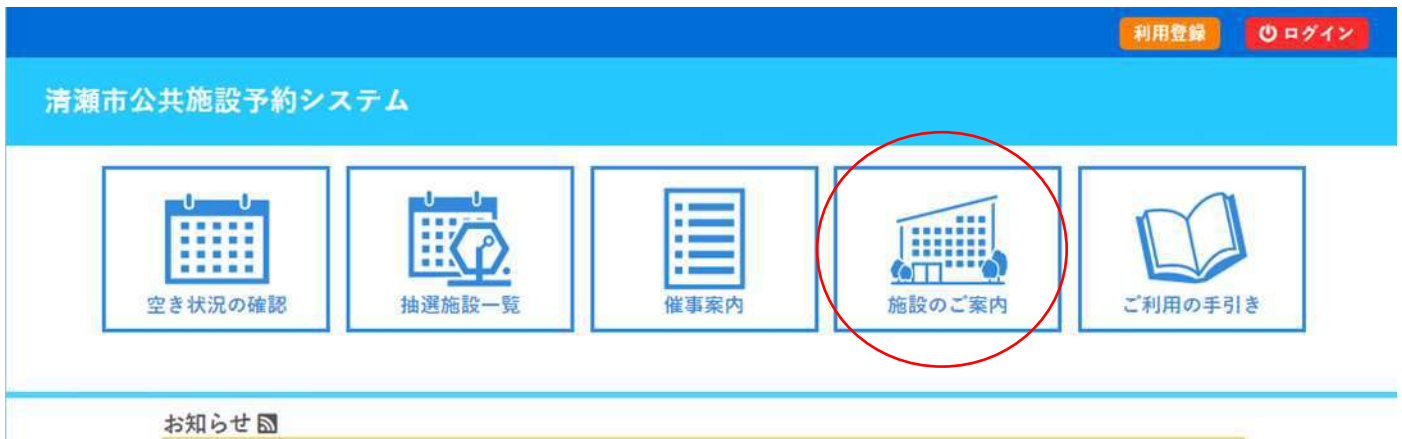 利用登録 ログイン
清瀬市公共施設予約システム
空き状況の確認 抽選施設一覧 催事案内 施設のご案内 ご利用の手引き
お知らせ